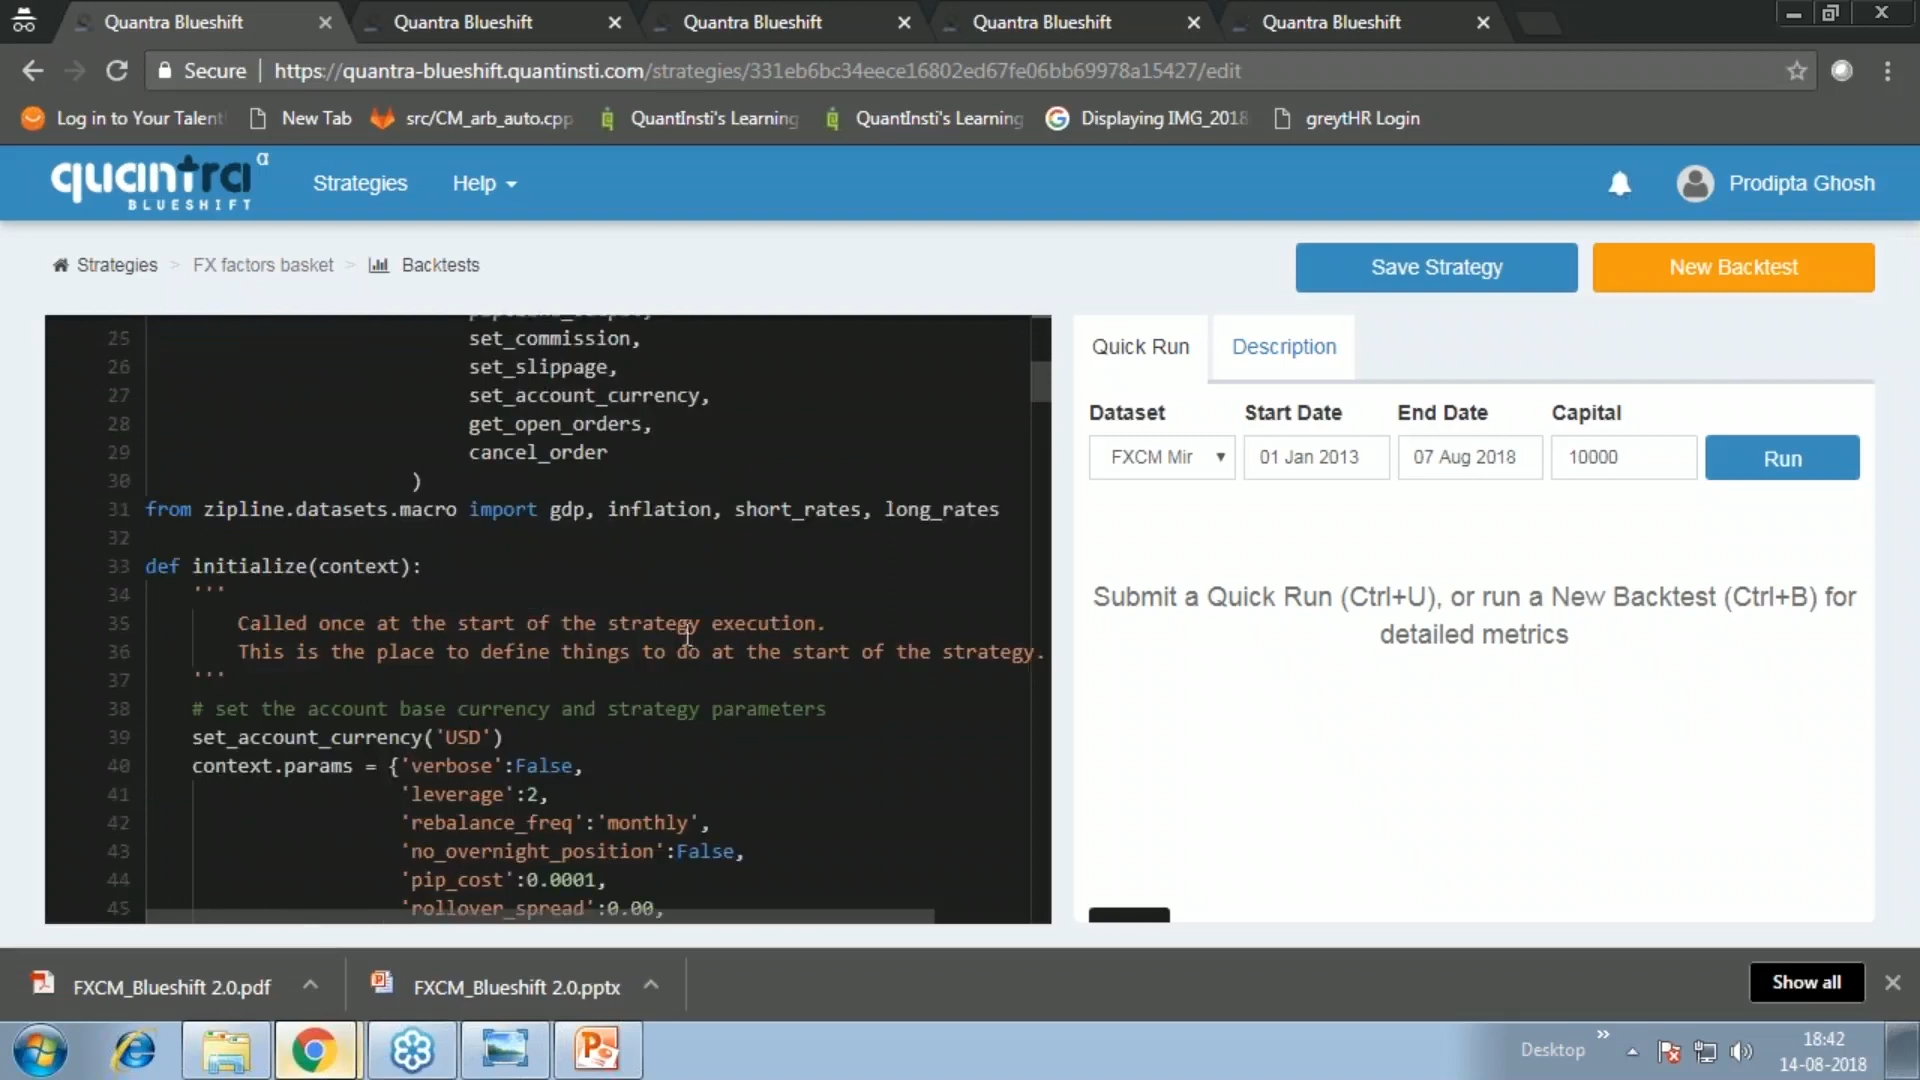 Quantra Blueshift
Quantra Blueshift
Quantra Blueshift
Quantra Blueshift
Quantra Blueshift
Secure | https://quantra-blueshift.quantinsti.com/strategies/331eb6bc34eece16802ed67fe06bb69978a15427/edit
Log in to Your Talent
New Tab
src/CM_arb_auto.cpp
QuantInsti's Learning
QuantInsti's Learning
Displaying IMG_2018
greytHR Login
quantra α
BLUESHIFT
Strategies
Help
Prodipta Ghosh
Strategies > FX factors basket > Backtests
Save Strategy
New Backtest
25 set_commission,
26 set_slippage,
27 set_account_currency,
28 get_open_orders,
29 cancel_order
30 )
31 from zipline.datasets.macro import gdp, inflation, short_rates, long_rates
32
33 def initialize(context):
34 '''
35 Called once at the start of the strategy execution.
36 This is the place to define things to do at the start of the strategy.
37 '''
38 # set the account base currency and strategy parameters
39 set_account_currency('USD')
40 context.params = {'verbose':False,
41 'leverage':2,
42 'rebalance_freq':'monthly',
43 'no_overnight_position':False,
44 'pip_cost':0.0001,
45 'rollover_spread':0.00,
Quick Run
Description
Dataset Start Date End Date Capital
FXCM Mir 01 Jan 2013 07 Aug 2018 10000 Run
Submit a Quick Run (Ctrl+U), or run a New Backtest (Ctrl+B) for
detailed metrics
FXCM_Blueshift 2.0.pdf
FXCM_Blueshift 2.0.pptx
Show all
Desktop
18:42
14-08-2018